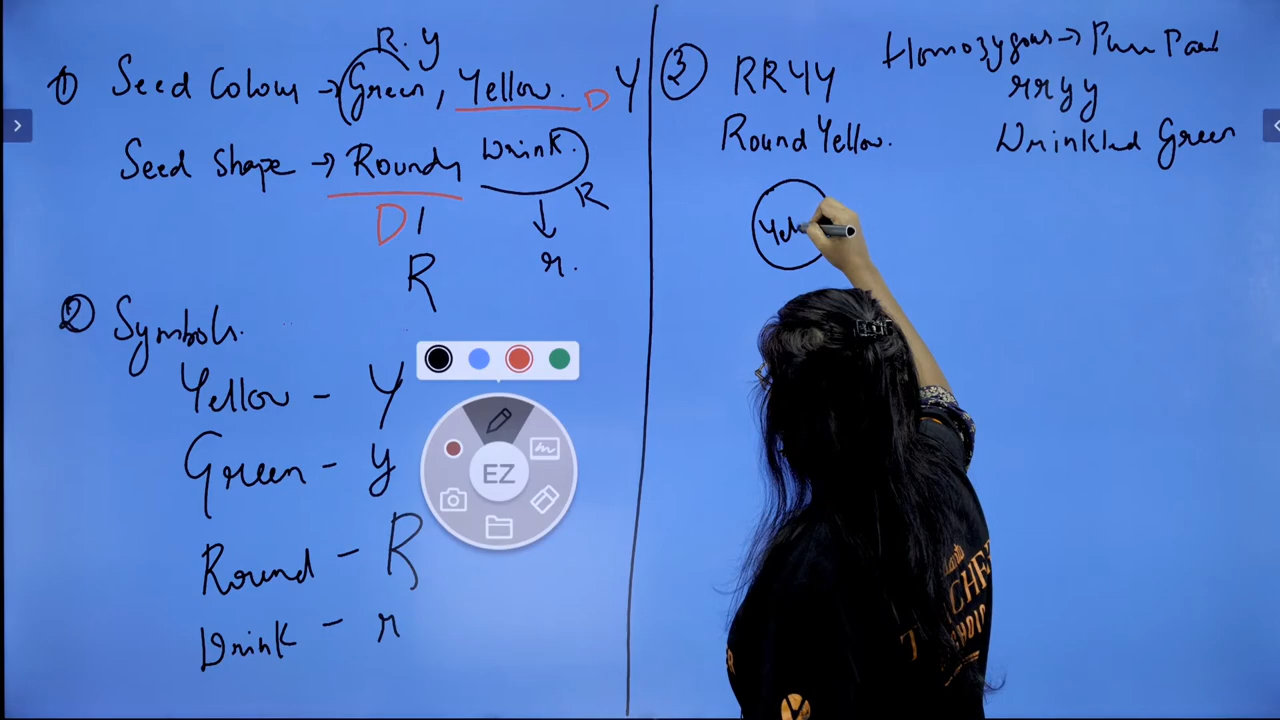 R. y
① Seed Colour → Green, Yellow. D Y
Seed Shape → Round, Wrink. R
D
R r.
② Symbols.
Yellow - Y
Green - y
Round - R
Wrink - r
EZ
③ RRYY
Round Yellow.
Homozygous → Pure
rryy
Wrinkled Green
Yel